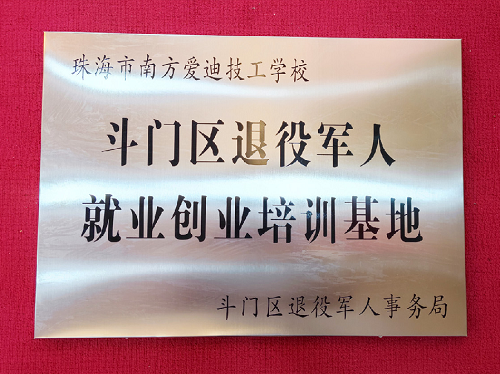 珠海市南方爱迪技工学校
斗门区退役军人
就业创业培训基地
斗门区退役军人事务局